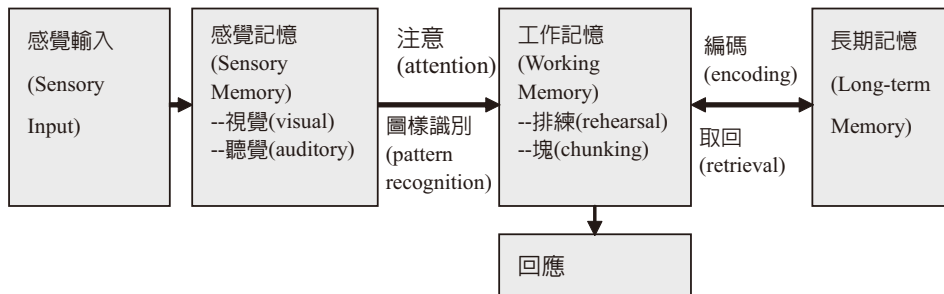 感覺輸入
(Sensory
Input)
感覺記憶
(Sensory
Memory)
--視覺(visual)
--聽覺(auditory)
注意
(attention)
圖樣識別
(pattern
recognition)
工作記憶
(Working
Memory)
--排練(rehearsal)
--塊(chunking)
編碼
(encoding)
取回
(retrieval)
長期記憶
(Long-term
Memory)
回應